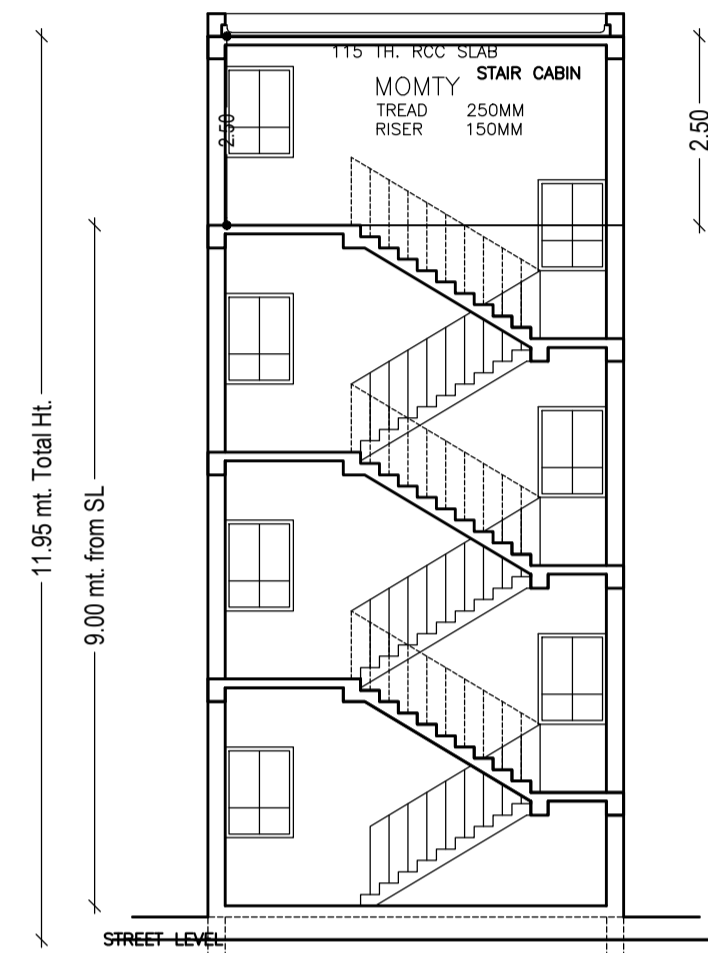 115 TH. RCC SLAB
MOMTY STAIR CABIN
TREAD 250MM
RISER 150MM
2.50
2.50
11.95 mt. Total Ht.
9.00 mt. from SL
STREET LEVEL